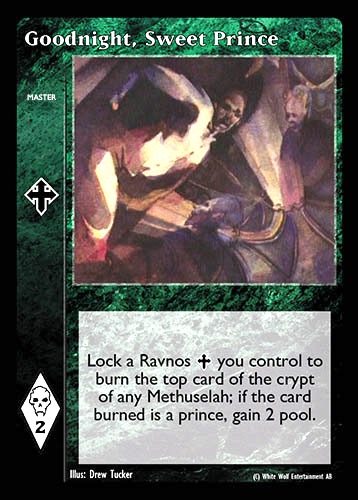 Goodnight, Sweet Prince
MASTER
Lock a Ravnos you control to
burn the top card of the crypt
of any Methuselah; if the card
burned is a prince, gain 2 pool.
2
Illus: Drew Tucker
(C) White Wolf Entertainment AB